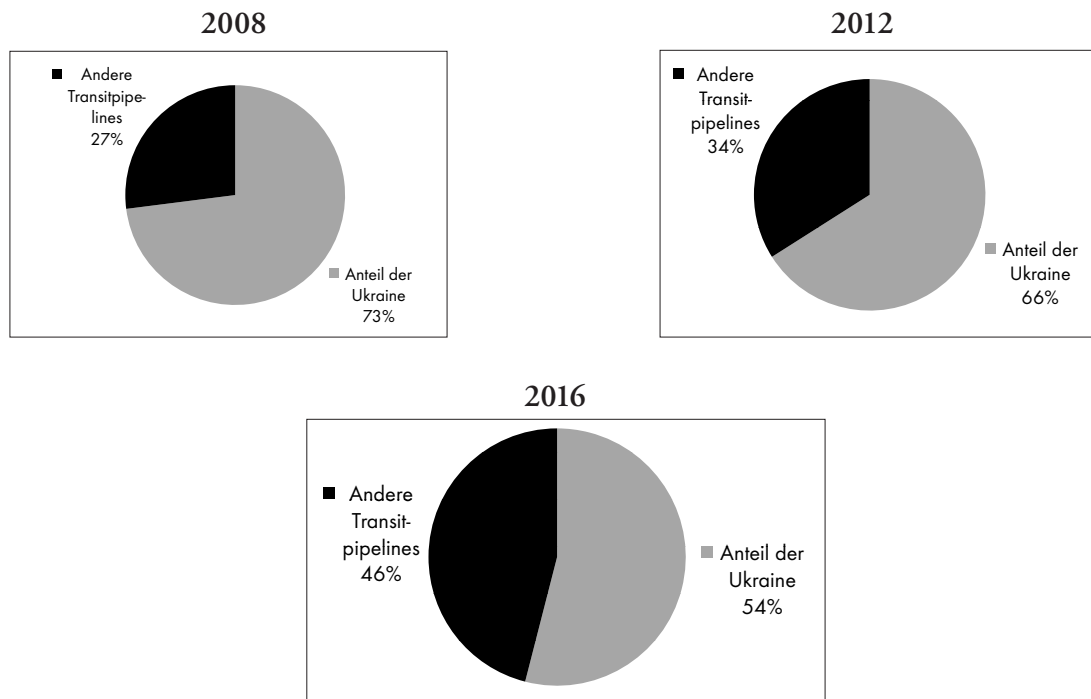 2008
Andere
Transitpipe-
lines
27%
Anteil der
Ukraine
73%
2012
Andere
Transit-
pipelines
34%
Anteil der
Ukraine
66%
2016
Andere
Transit-
pipelines
46%
Anteil der
Ukraine
54%